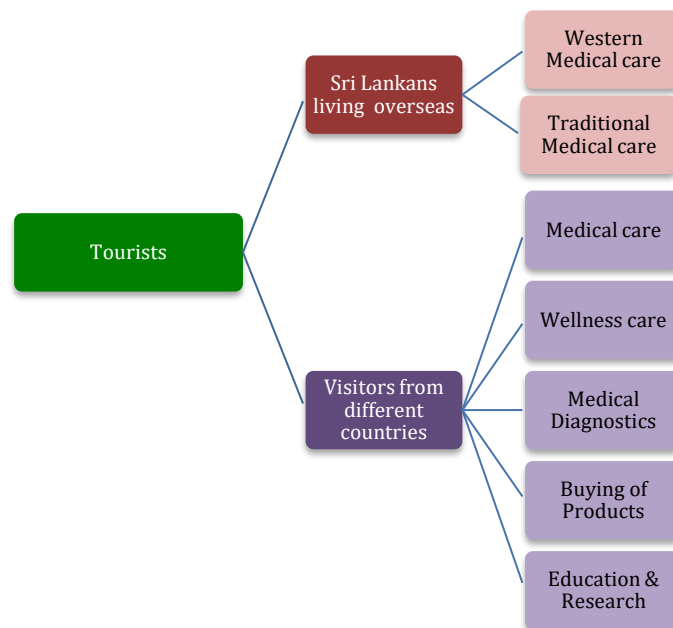 Tourists
Sri Lankans
living overseas
Western
Medical care
Traditional
Medical care
Visitors from
different
countries
Medical care
Wellness care
Medical
Diagnostics
Buying of
Products
Education &
Research